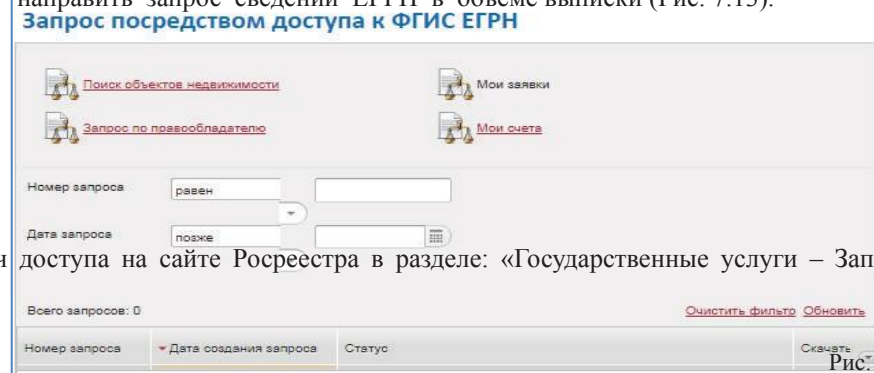 направить запрос сведений ЕГРН в объеме выписки (Рис. 7.13).
Запрос посредством доступа к ФГИС ЕГРН
Поиск объектов недвижимости Мои заявки
Запрос по правообладателю Мои счета
Номер запроса равен
Дата запроса позже
доступа на сайте Росреестра в разделе: «Государственные услуги – Зап
Всего запросов: 0 Очистить фильтр Обновить
Номер запроса Дата создания запроса Статус Скачать
Рис.